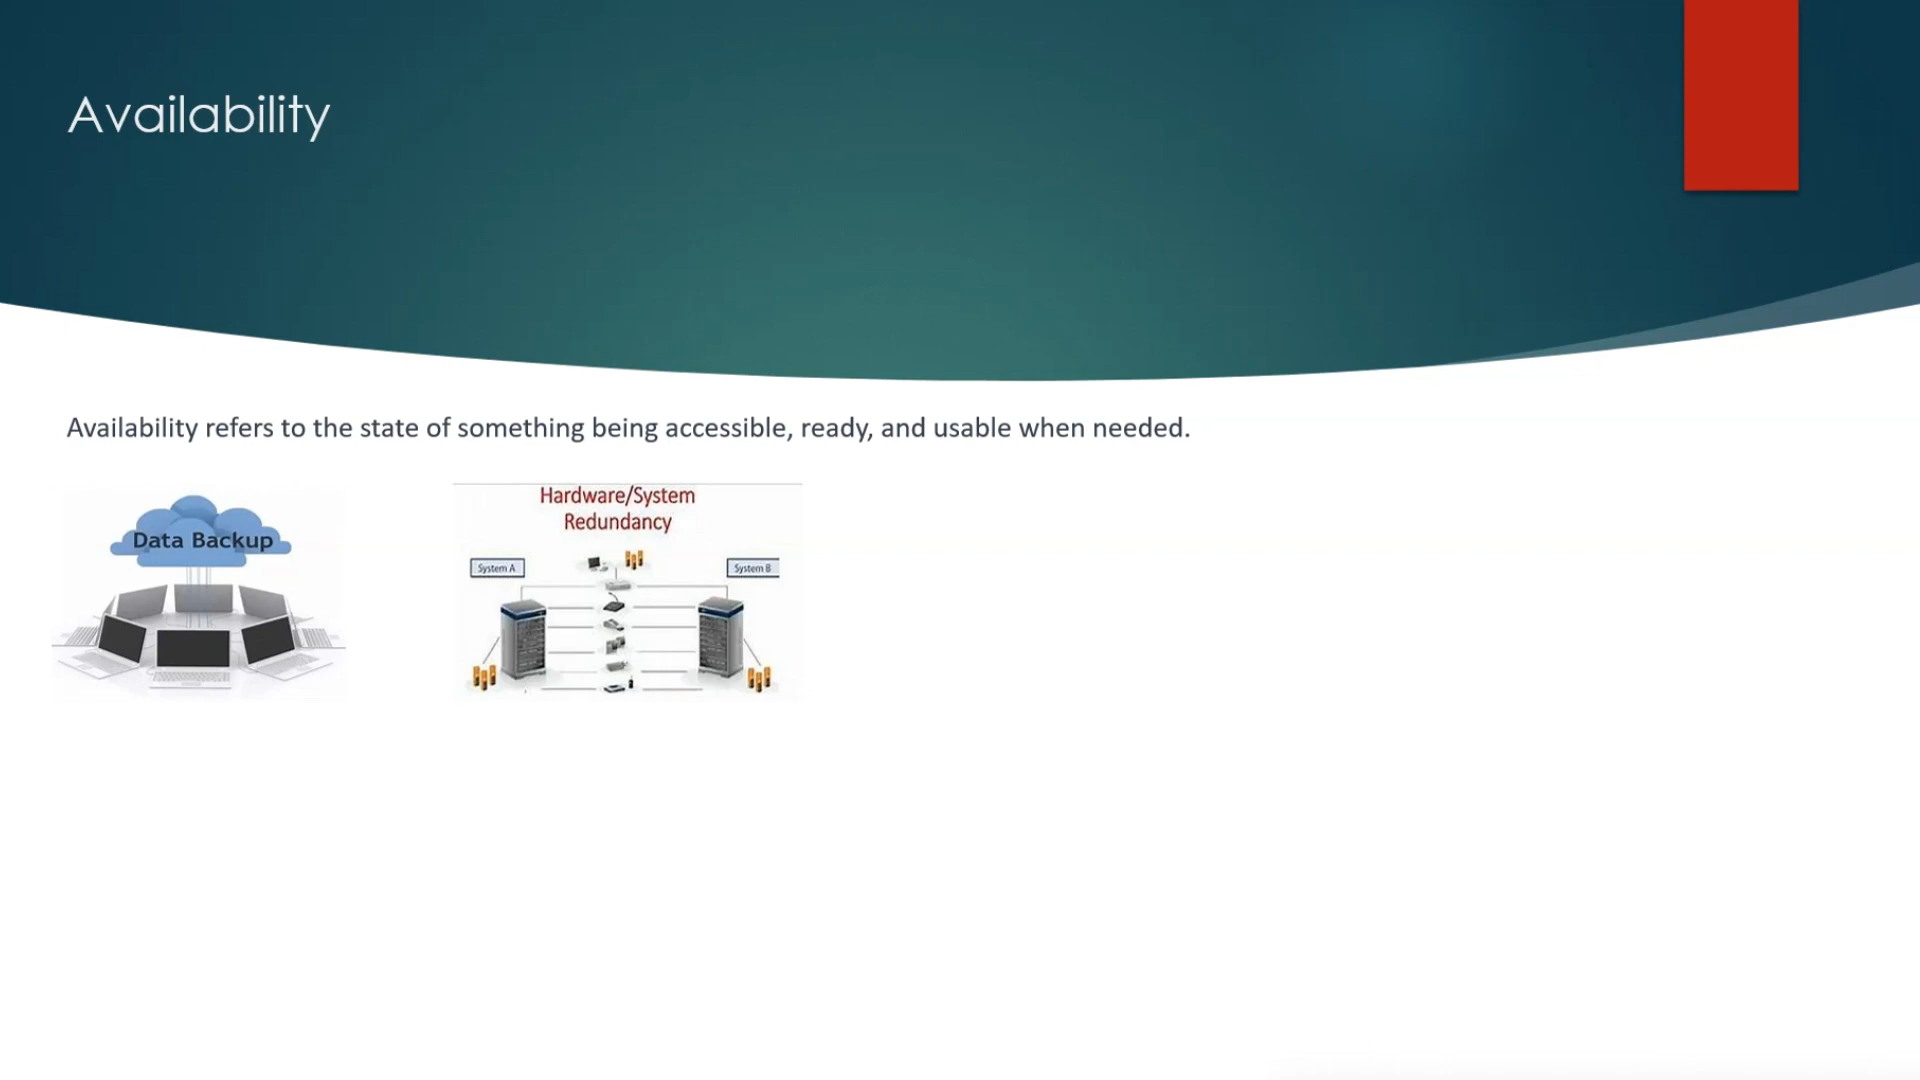 Availability
Availability refers to the state of something being accessible, ready, and usable when needed.
Data Backup
Hardware/System
Redundancy
System A
System B